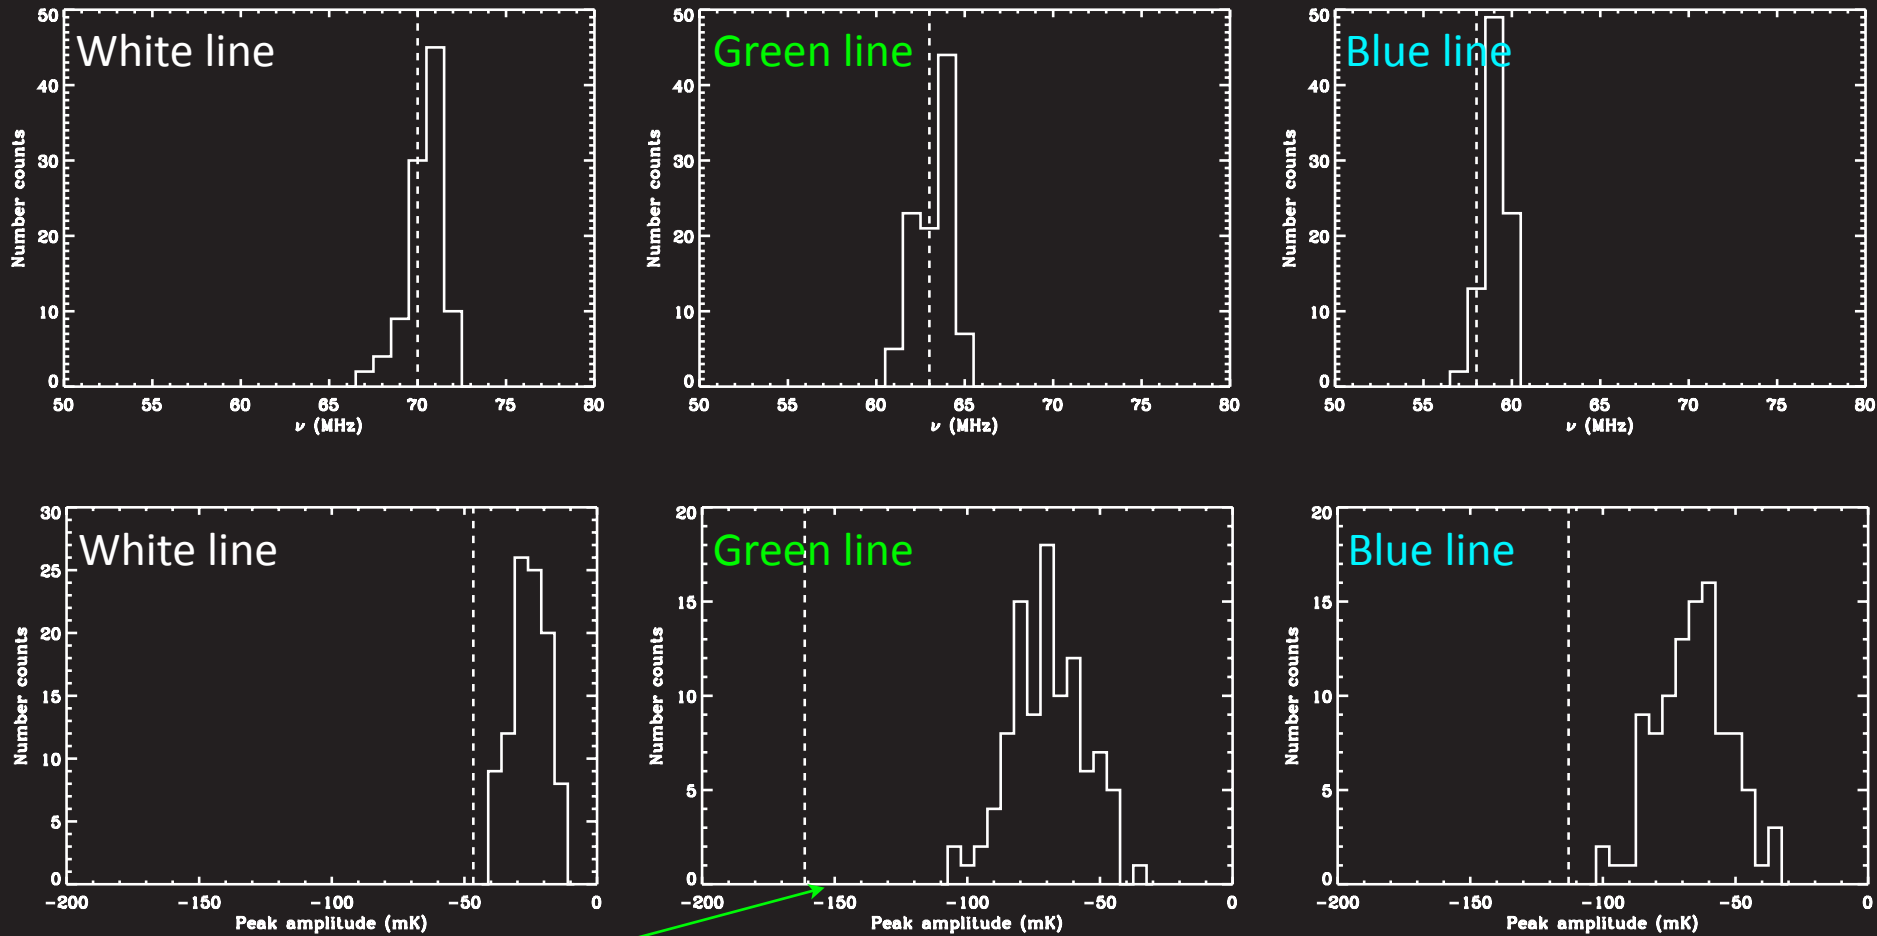 White line
50
40
30
20
10
0
Number counts
50 55 60 65 70 75 80
ν (MHz)
Green line
50
40
30
20
10
0
Number counts
50 55 60 65 70 75 80
ν (MHz)
Blue line
50
40
30
20
10
0
Number counts
50 55 60 65 70 75 80
ν (MHz)
White line
30
25
20
15
10
5
0
Number counts
-200 -150 -100 -50 0
Peak amplitude (mK)
Green line
20
15
10
5
0
Number counts
-200 -150 -100 -50 0
Peak amplitude (mK)
Blue line
20
15
10
5
0
Number counts
-200 -150 -100 -50 0
Peak amplitude (mK)